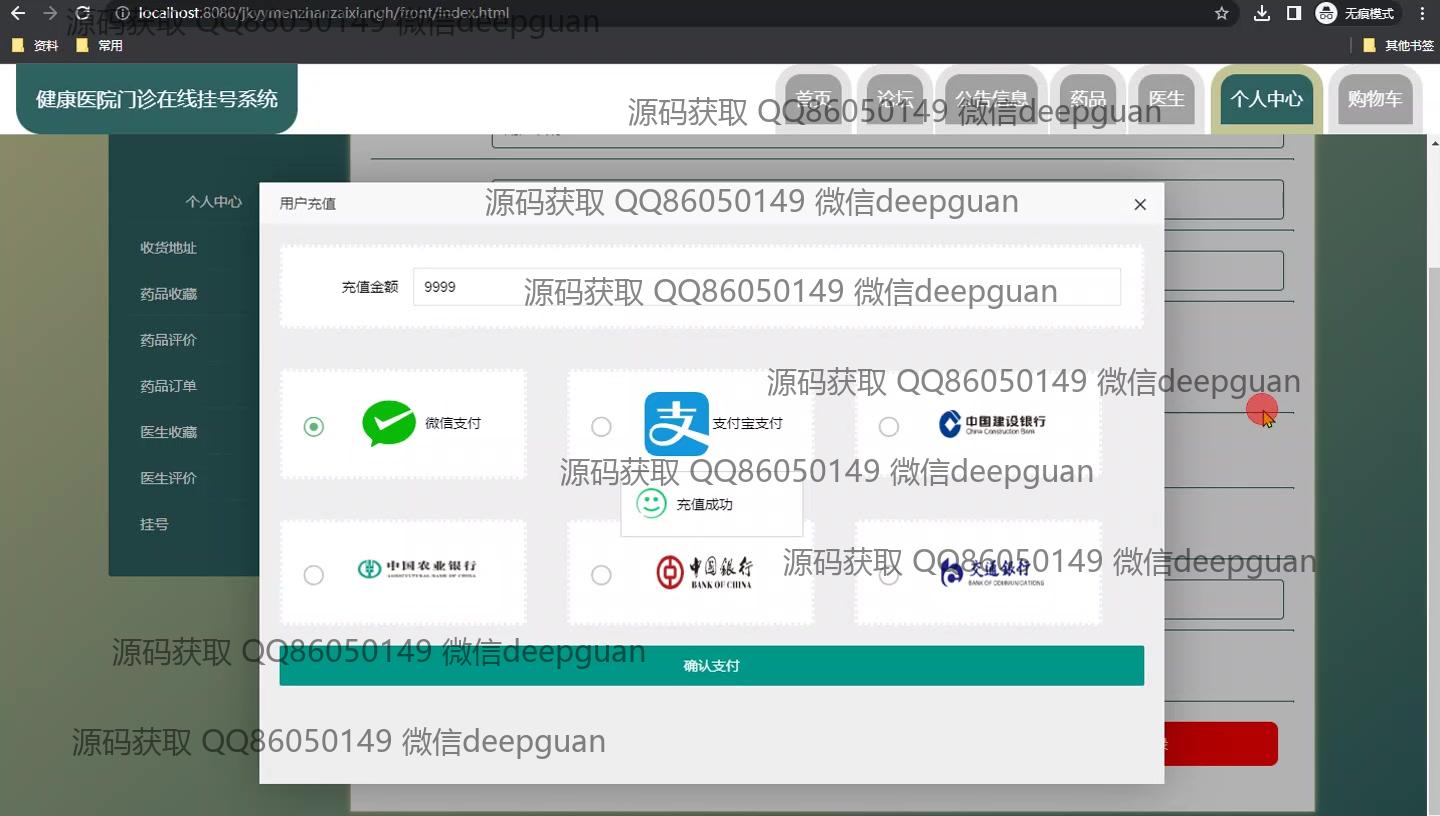 localhost:8080/jkyymenzhanzaixiangh/front/index.html
无痕模式
源码获取 QQ86050149 微信deepguan
资料
常用
其他书签
健康医院门诊在线挂号系统
首页
论坛
公告信息
药品
医生
个人中心
购物车
源码获取 QQ86050149 微信deepguan
个人中心
用户充值
源码获取 QQ86050149 微信deepguan
收货地址
药品收藏
药品评价
药品订单
医生收藏
医生评价
挂号
充值金额
9999
源码获取 QQ86050149 微信deepguan
源码获取 QQ86050149 微信deepguan
微信支付
支
支付宝支付
中国建设银行
China Construction Bank
源码获取 QQ86050149 微信deepguan
充值成功
源码获取 QQ86050149 微信deepguan
中国农业银行
AGRICULTURAL BANK OF CHINA
中国银行
BANK OF CHINA
交通银行
BANK OF COMMUNICATIONS
源码获取 QQ86050149 微信deepguan
确认支付
源码获取 QQ86050149 微信deepguan